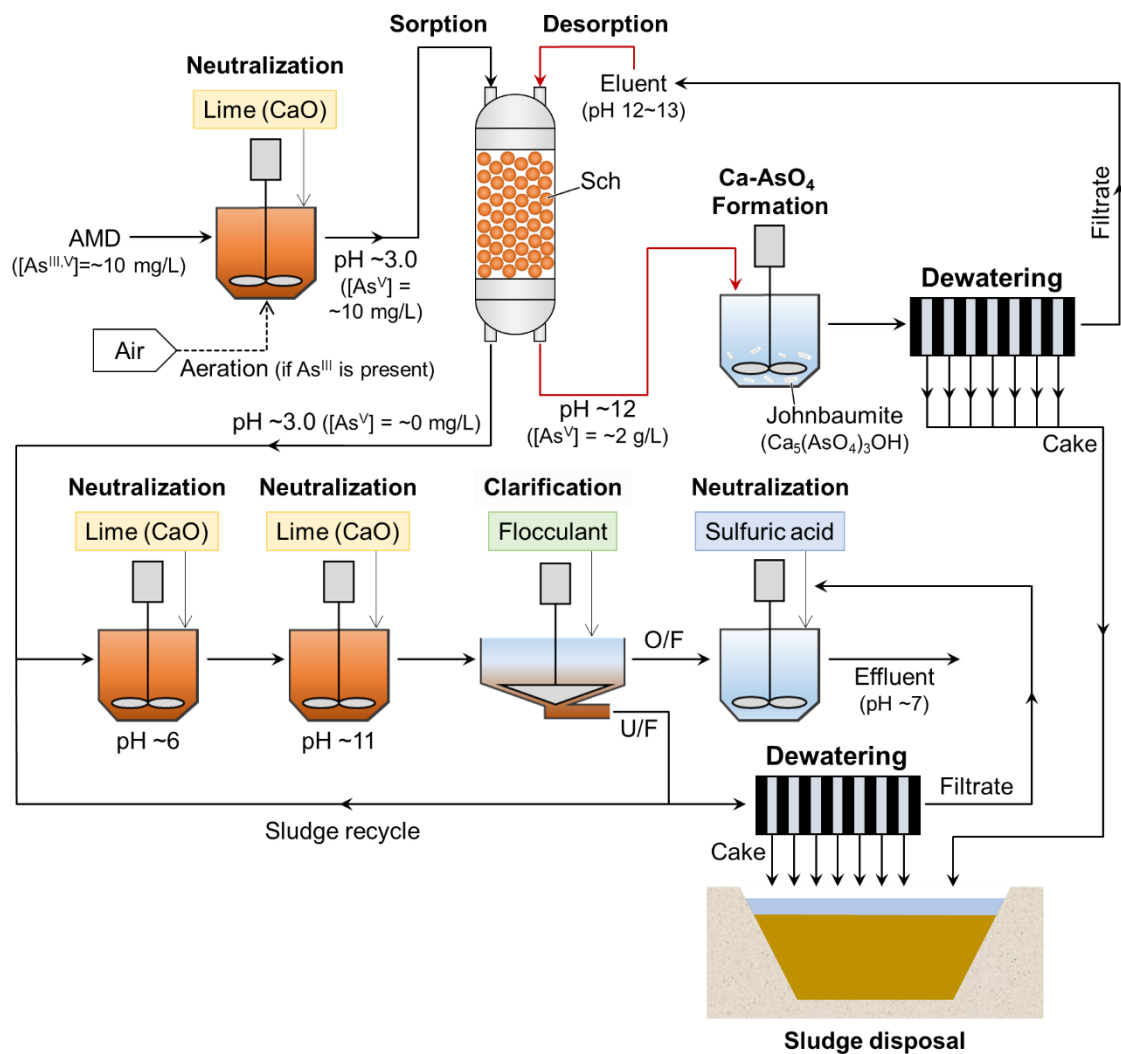 Sorption
Desorption
Neutralization
Lime (CaO)
Eluent
(pH 12~13)
Sch
Ca-AsO₄
Formation
Filtrate
AMD
([Asᴵᴵᴵ,ⱽ]=~10 mg/L)
pH ~3.0
([Asⱽ] =
~10 mg/L)
Dewatering
Air
Aeration (if Asᴵᴵᴵ is present)
pH ~3.0 ([Asⱽ] = ~0 mg/L)
pH ~12
([Asⱽ] = ~2 g/L)
Johnbaumite
(Ca₅(AsO₄)₃OH)
Cake
Neutralization
Lime (CaO)
pH ~6
Neutralization
Lime (CaO)
pH ~11
Clarification
Flocculant
O/F
U/F
Neutralization
Sulfuric acid
Effluent
(pH ~7)
Dewatering
Filtrate
Sludge recycle
Cake
Sludge disposal